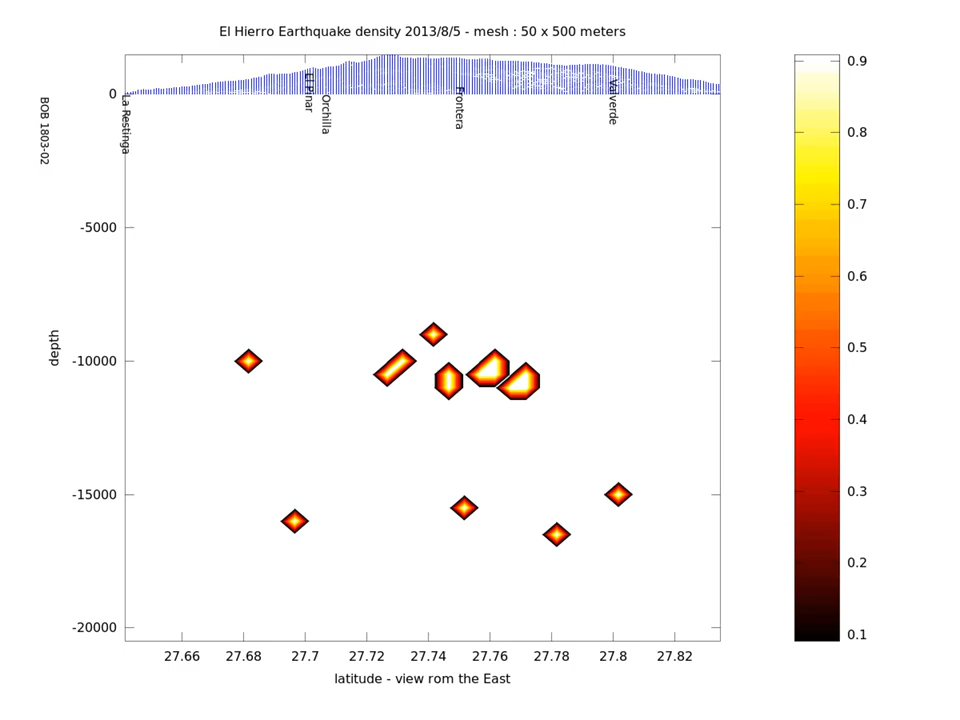 El Hierro Earthquake density 2013/8/5 - mesh : 50 x 500 meters
BOB 1803-02
La Restinga
El Pinar
Orchilla
Frontera
Valverde
0
-5000
-10000
-15000
-20000
depth
27.66 27.68 27.7 27.72 27.74 27.76 27.78 27.8 27.82
latitude - view rom the East
0.9
0.8
0.7
0.6
0.5
0.4
0.3
0.2
0.1